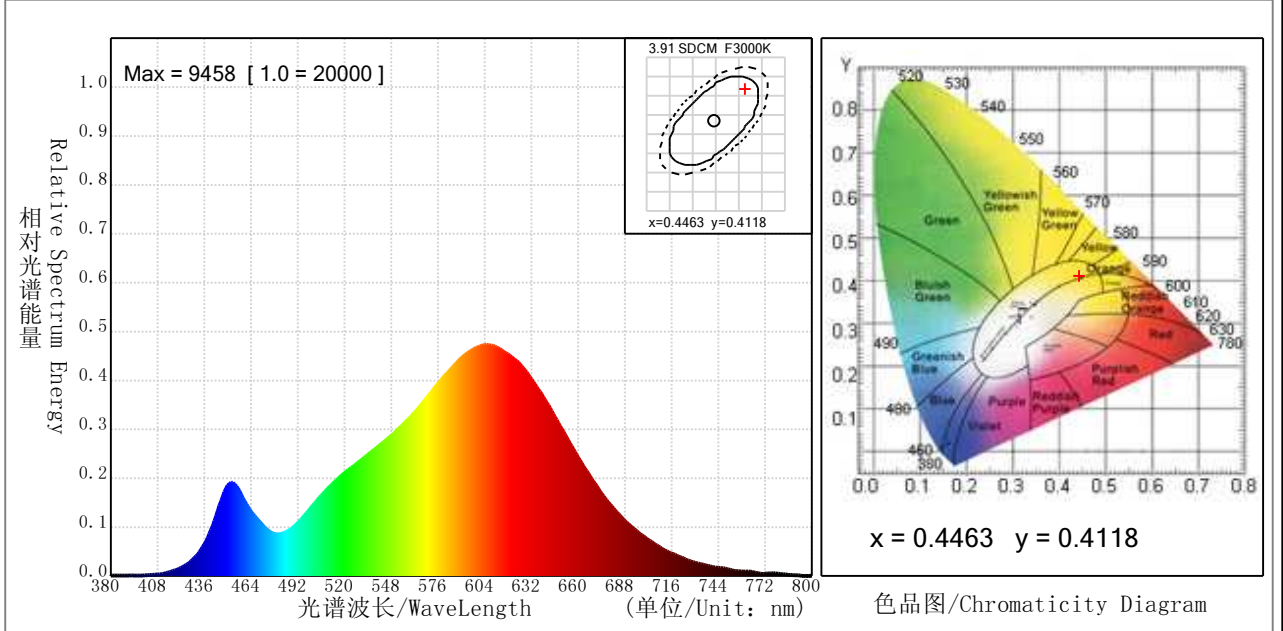 Max = 9458 [ 1.0 = 20000 ]
相对光谱能量
Relative Spectrum Energy
1.0
0.9
0.8
0.7
0.6
0.5
0.4
0.3
0.2
0.1
0.0
380 408 436 464 492 520 548 576 604 632 660 688 716 744 772 800
光谱波长/WaveLength (单位/Unit: nm)
3.91 SDCM F3000K
x=0.4463 y=0.4118
Y
0.8
0.7
0.6
0.5
0.4
0.3
0.2
0.1
0.0 0.1 0.2 0.3 0.4 0.5 0.6 0.7 0.8
520
530
540
550
560
570
580
590
600
610
620
630
780
490
480
460
380
Green
Yellowish Green
Yellow Green
Yellow
Orange
Reddish Orange
Red
Purplish Red
Reddish Purple
Purple
Violet
Blue
Greenish Blue
Bluish Green
x = 0.4463 y = 0.4118
色品图/Chromaticity Diagram